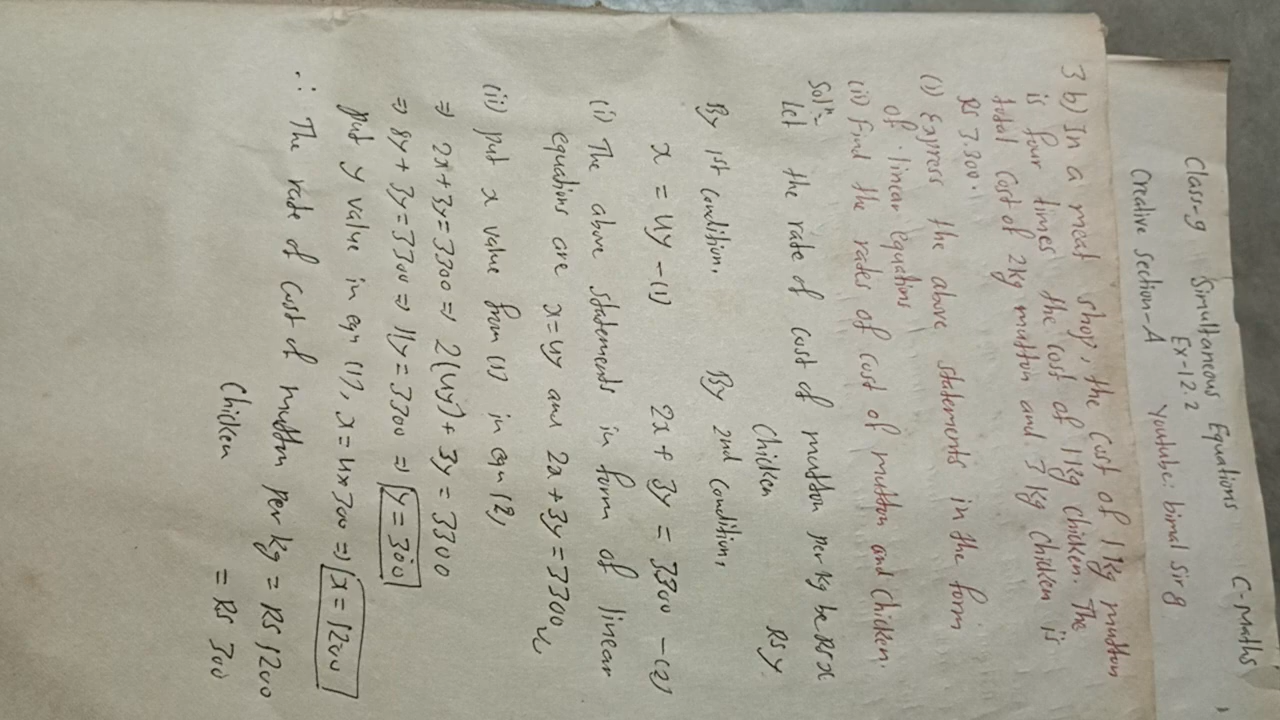 Class-9 Simultaneous Equations C-Maths
Ex-12.2
Creative Section-A Youtube: bimal Sir g
3 b) In a meat shop, the cost of 1 kg mutton
is four times the cost of 1 kg chicken. The
total cost of 2kg mutton and 3 kg chicken is
RS 3,300.
(i) Express the above statements in the form
of linear equations
(ii) Find the rates of cost of mutton and chicken.
Solⁿ
Let the rate of cost of mutton per kg be RS x
Chicken RS y
By 1st condition, By 2nd condition,
x = 4y -(1) 2x + 3y = 3300 -(2)
(i) The above statements in form of linear
equations are x=4y and 2x+3y=3300
(ii) put x value from (1) in eqn (2)
⇒ 2x+3y=3300 ⇒ 2(4y)+3y=3300
⇒ 8y+3y=3300 ⇒ 11y=3300 ⇒ y=300
put y value in eqn (1), x=4×300 ⇒ x=1200
∴ The rate of cost of mutton per kg = RS 1200
Chicken = RS 300